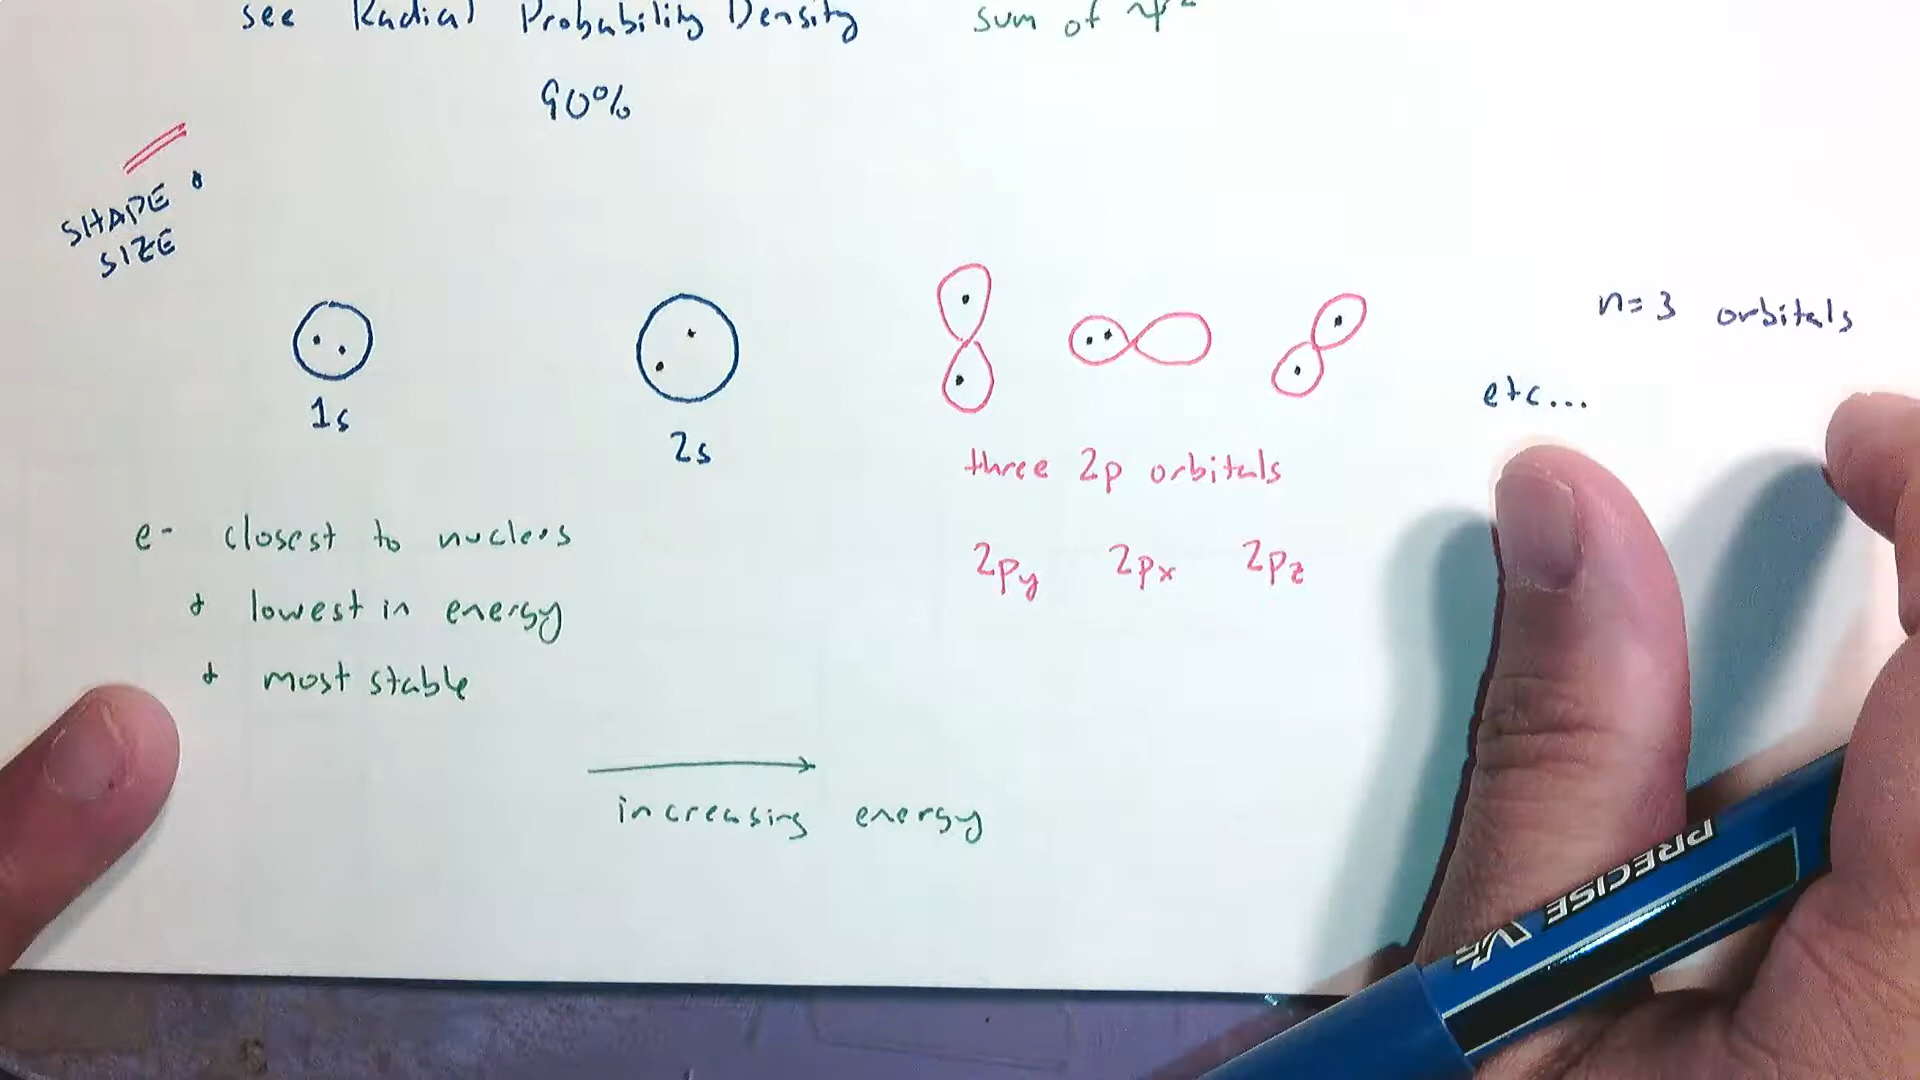 see Radial Probability Density sum of ψ²
90%
SHAPE
SIZE
1s
2s
three 2p orbitals
2py 2px 2pz
n=3 orbitals
etc...
e- closest to nucleus
+ lowest in energy
+ most stable
increasing energy
PRECISE V5